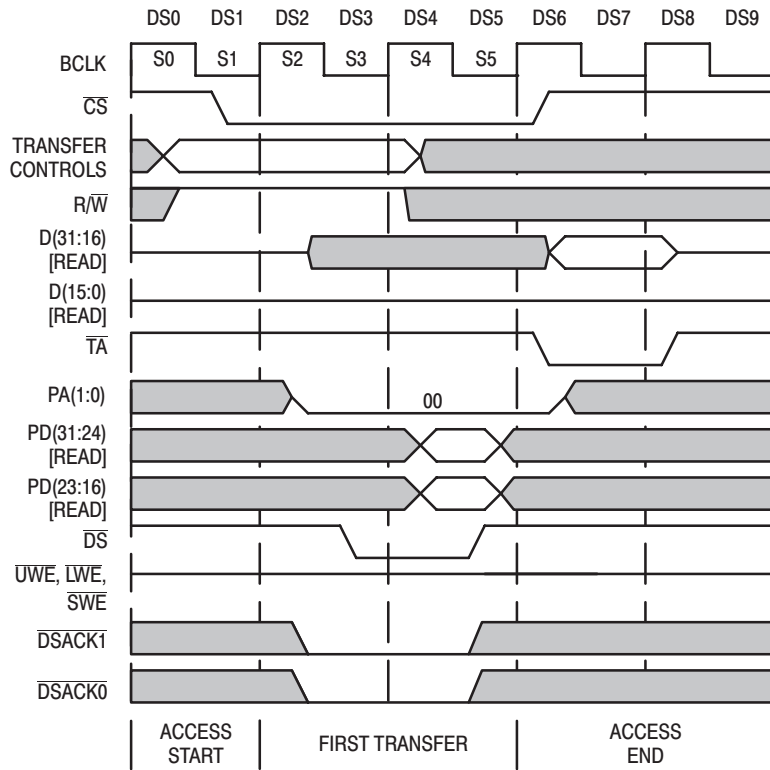 DS0 DS1 DS2 DS3 DS4 DS5 DS6 DS7 DS8 DS9
BCLK S0 S1 S2 S3 S4 S5
CS
TRANSFER
CONTROLS
R/W
D(31:16)
[READ]
D(15:0)
[READ]
TA
PA(1:0) 00
PD(31:24)
[READ]
PD(23:16)
[READ]
DS
UWE, LWE,
SWE
DSACK1
DSACK0
ACCESS
START
FIRST TRANSFER
ACCESS
END